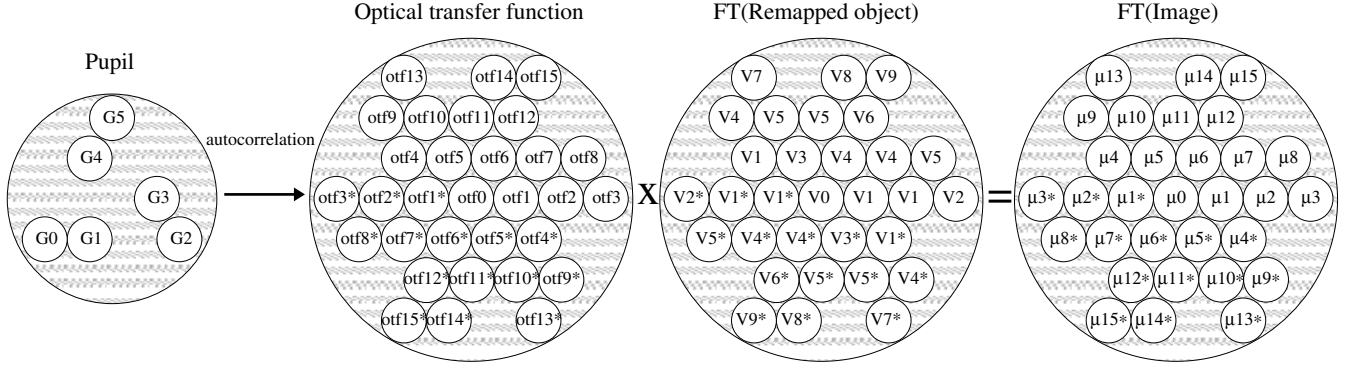 Optical transfer function
FT(Remapped object)
FT(Image)
Pupil
autocorrelation
G5
G4
G3
G0 G1 G2
otf13 otf14 otf15
otf9 otf10 otf11 otf12
otf4 otf5 otf6 otf7 otf8
otf3* otf2* otf1* otf0 otf1 otf2 otf3
otf8* otf7* otf6* otf5* otf4*
otf12* otf11* otf10* otf9*
otf15* otf14* otf13*
X
V7 V8 V9
V4 V5 V5 V6
V1 V3 V4 V4 V5
V2* V1* V1* V0 V1 V1 V2
V5* V4* V4* V3* V1*
V6* V5* V5* V4*
V9* V8* V7*
=
µ13 µ14 µ15
µ9 µ10 µ11 µ12
µ4 µ5 µ6 µ7 µ8
µ3* µ2* µ1* µ0 µ1 µ2 µ3
µ8* µ7* µ6* µ5* µ4*
µ12* µ11* µ10* µ9*
µ15* µ14* µ13*